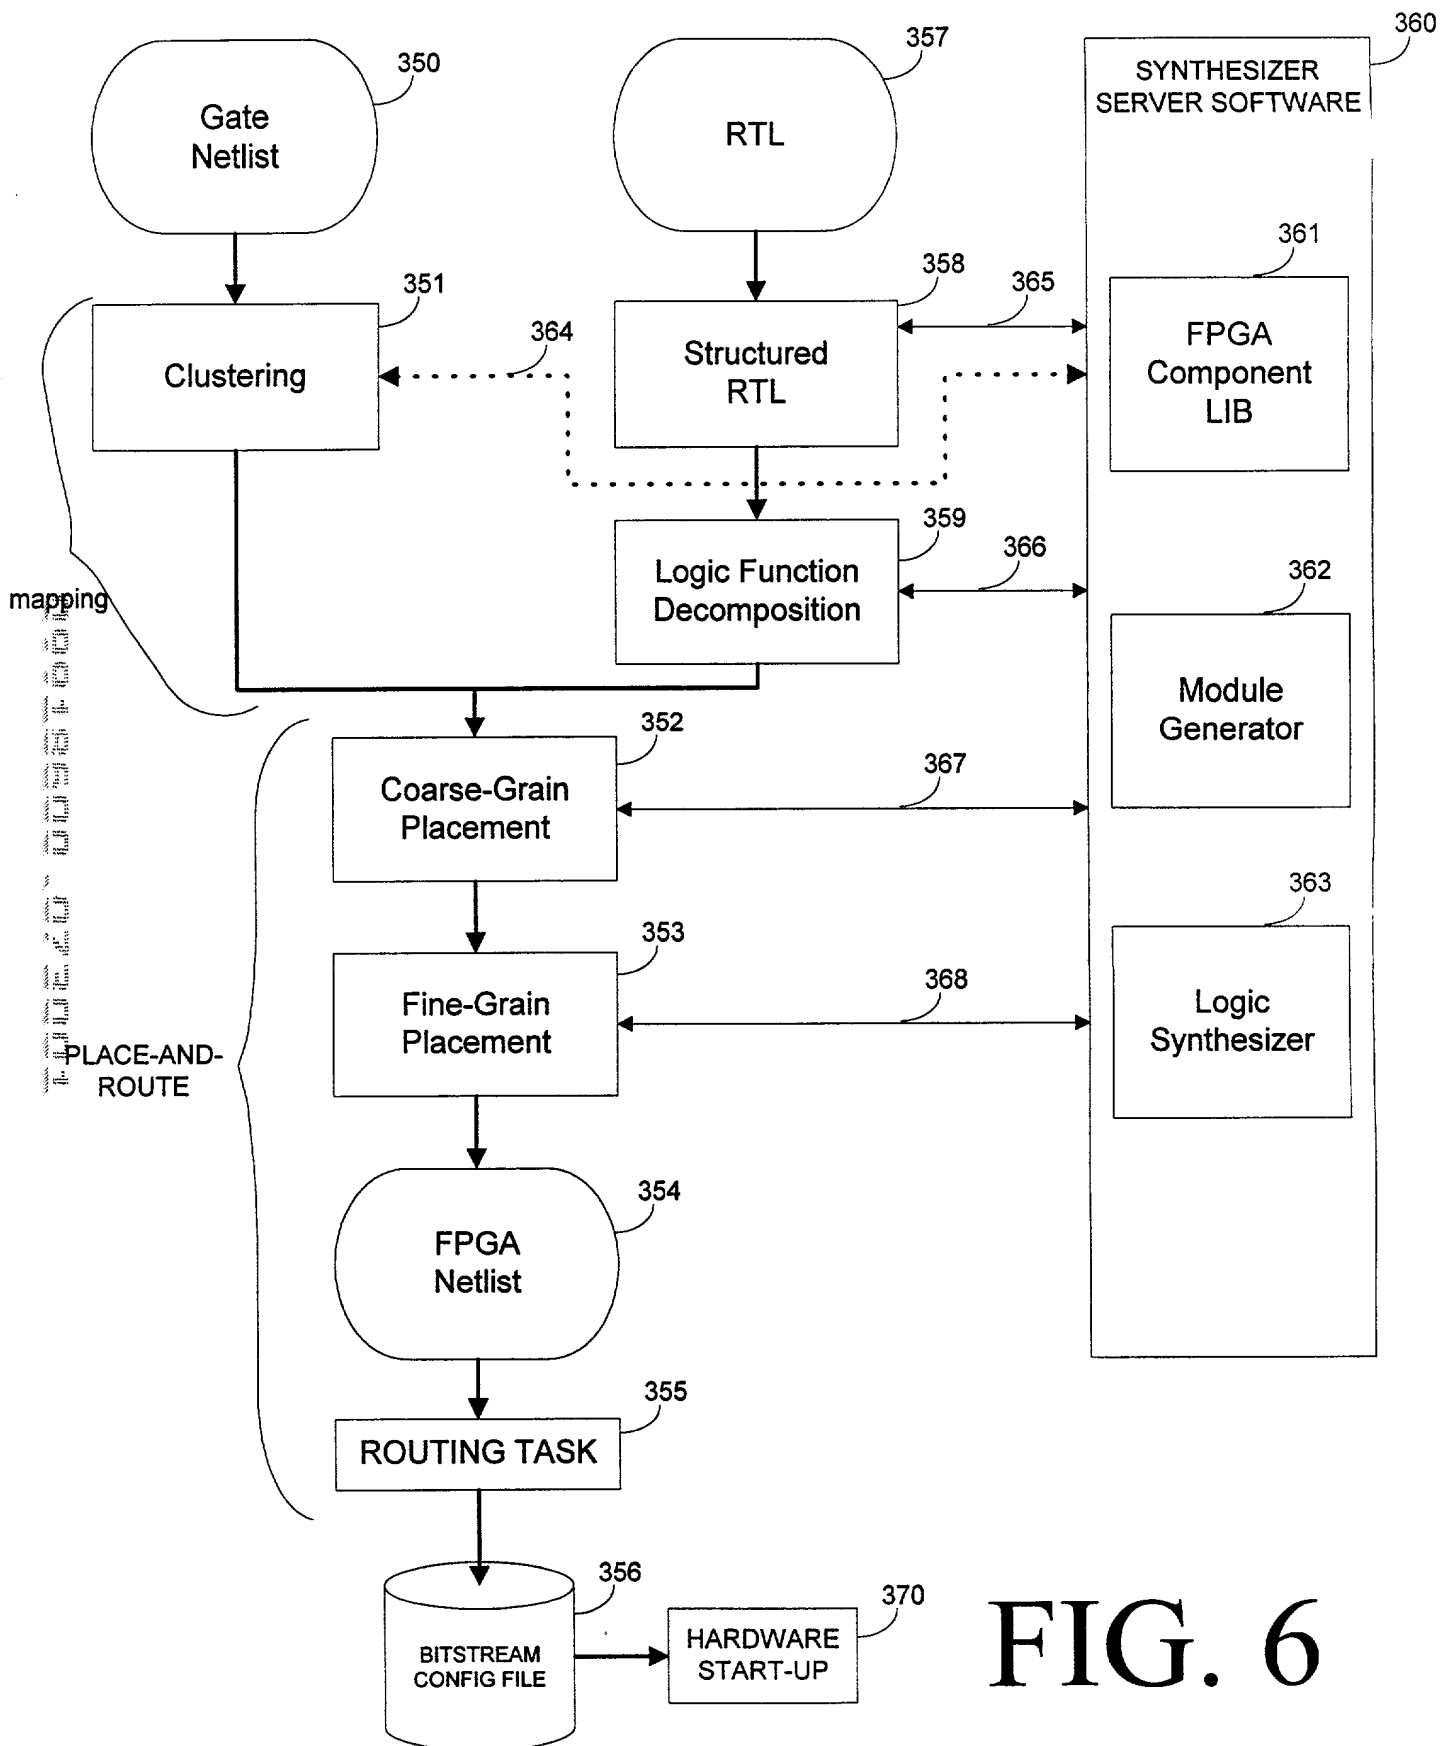 350
Gate
Netlist
357
RTL
360
SYNTHESIZER
SERVER SOFTWARE
351
Clustering
364
358
Structured
RTL
365
361
FPGA
Component
LIB
359
Logic Function
Decomposition
366
mapping
362
Module
Generator
352
Coarse-Grain
Placement
367
353
Fine-Grain
Placement
368
363
Logic
Synthesizer
PLACE-AND-
ROUTE
354
FPGA
Netlist
355
ROUTING TASK
356
BITSTREAM
CONFIG FILE
370
HARDWARE
START-UP
FIG. 6